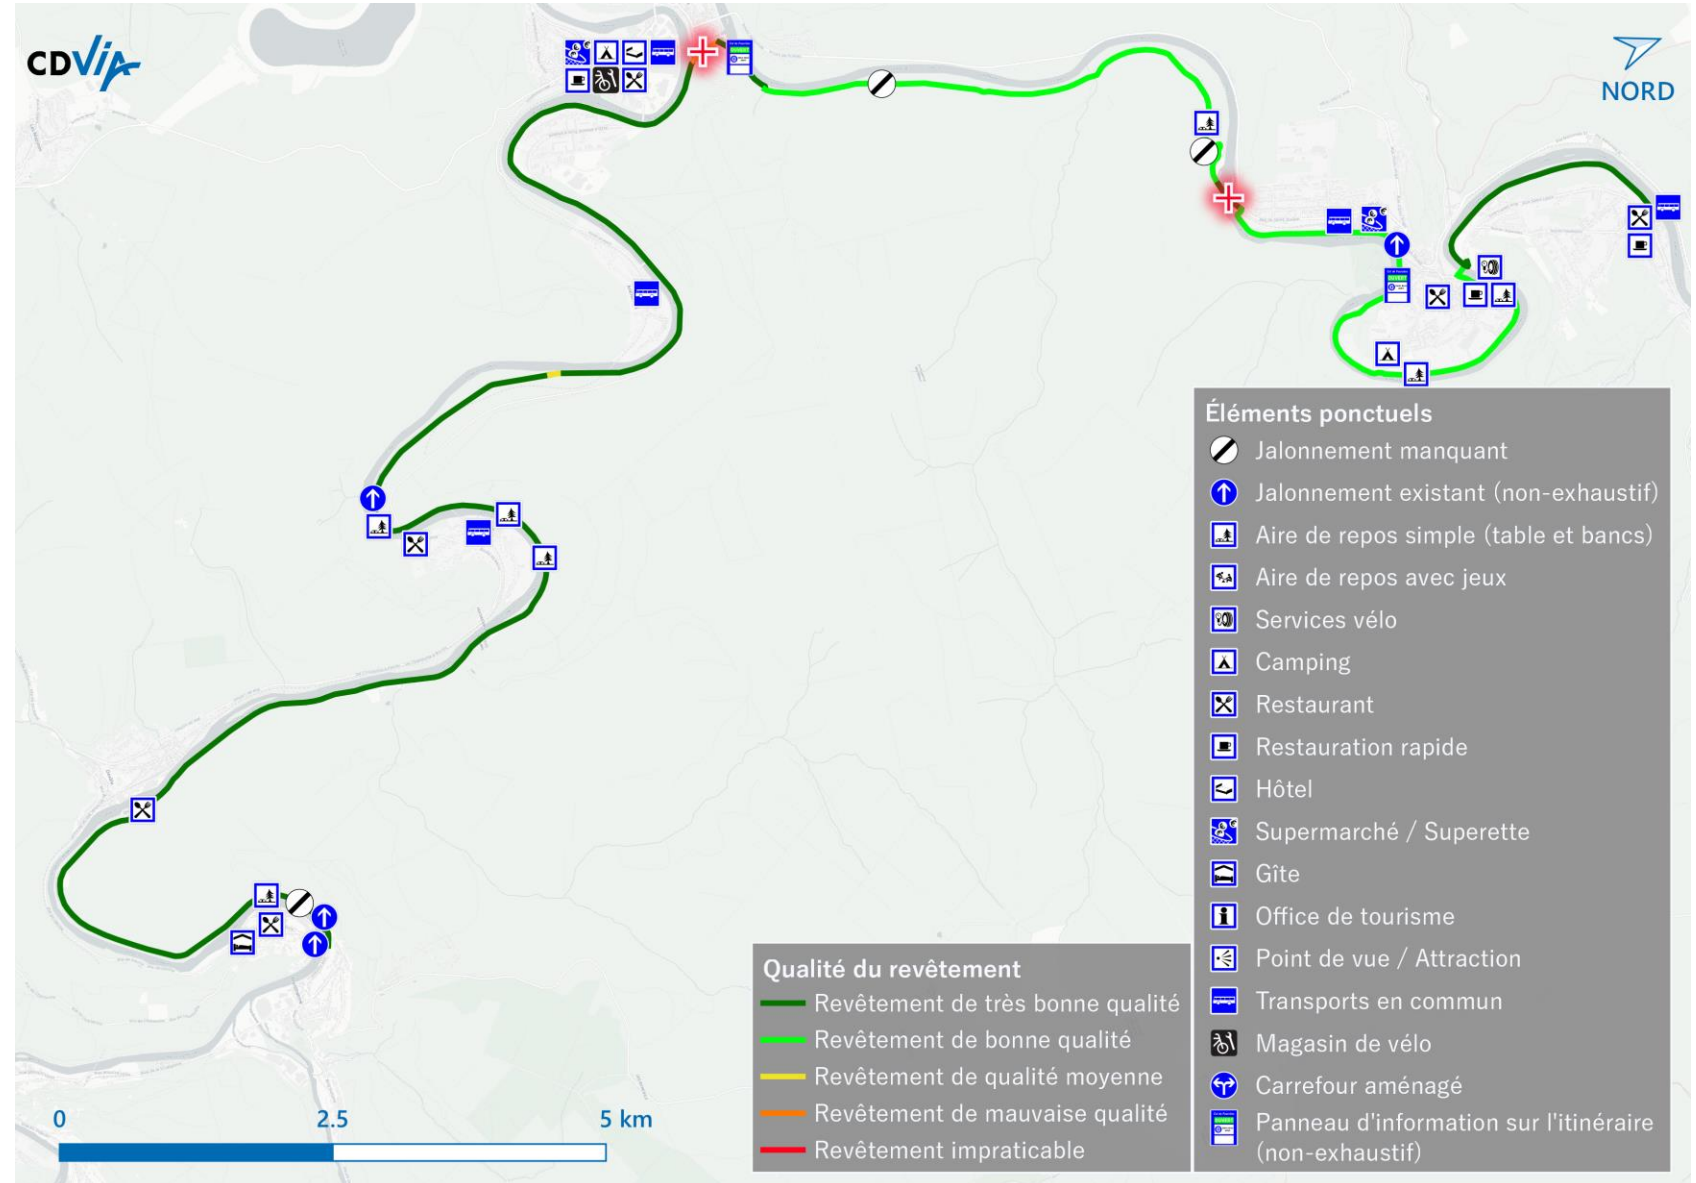 CDVIA
NORD
Éléments ponctuels
Jalonnement manquant
Jalonnement existant (non-exhaustif)
Aire de repos simple (table et bancs)
Aire de repos avec jeux
Services vélo
Camping
Restaurant
Restauration rapide
Hôtel
Supermarché / Superette
Gîte
Office de tourisme
Point de vue / Attraction
Transports en commun
Magasin de vélo
Carrefour aménagé
Panneau d'information sur l'itinéraire
(non-exhaustif)
Qualité du revêtement
Revêtement de très bonne qualité
Revêtement de bonne qualité
Revêtement de qualité moyenne
Revêtement de mauvaise qualité
Revêtement impraticable
0 2.5 5 km